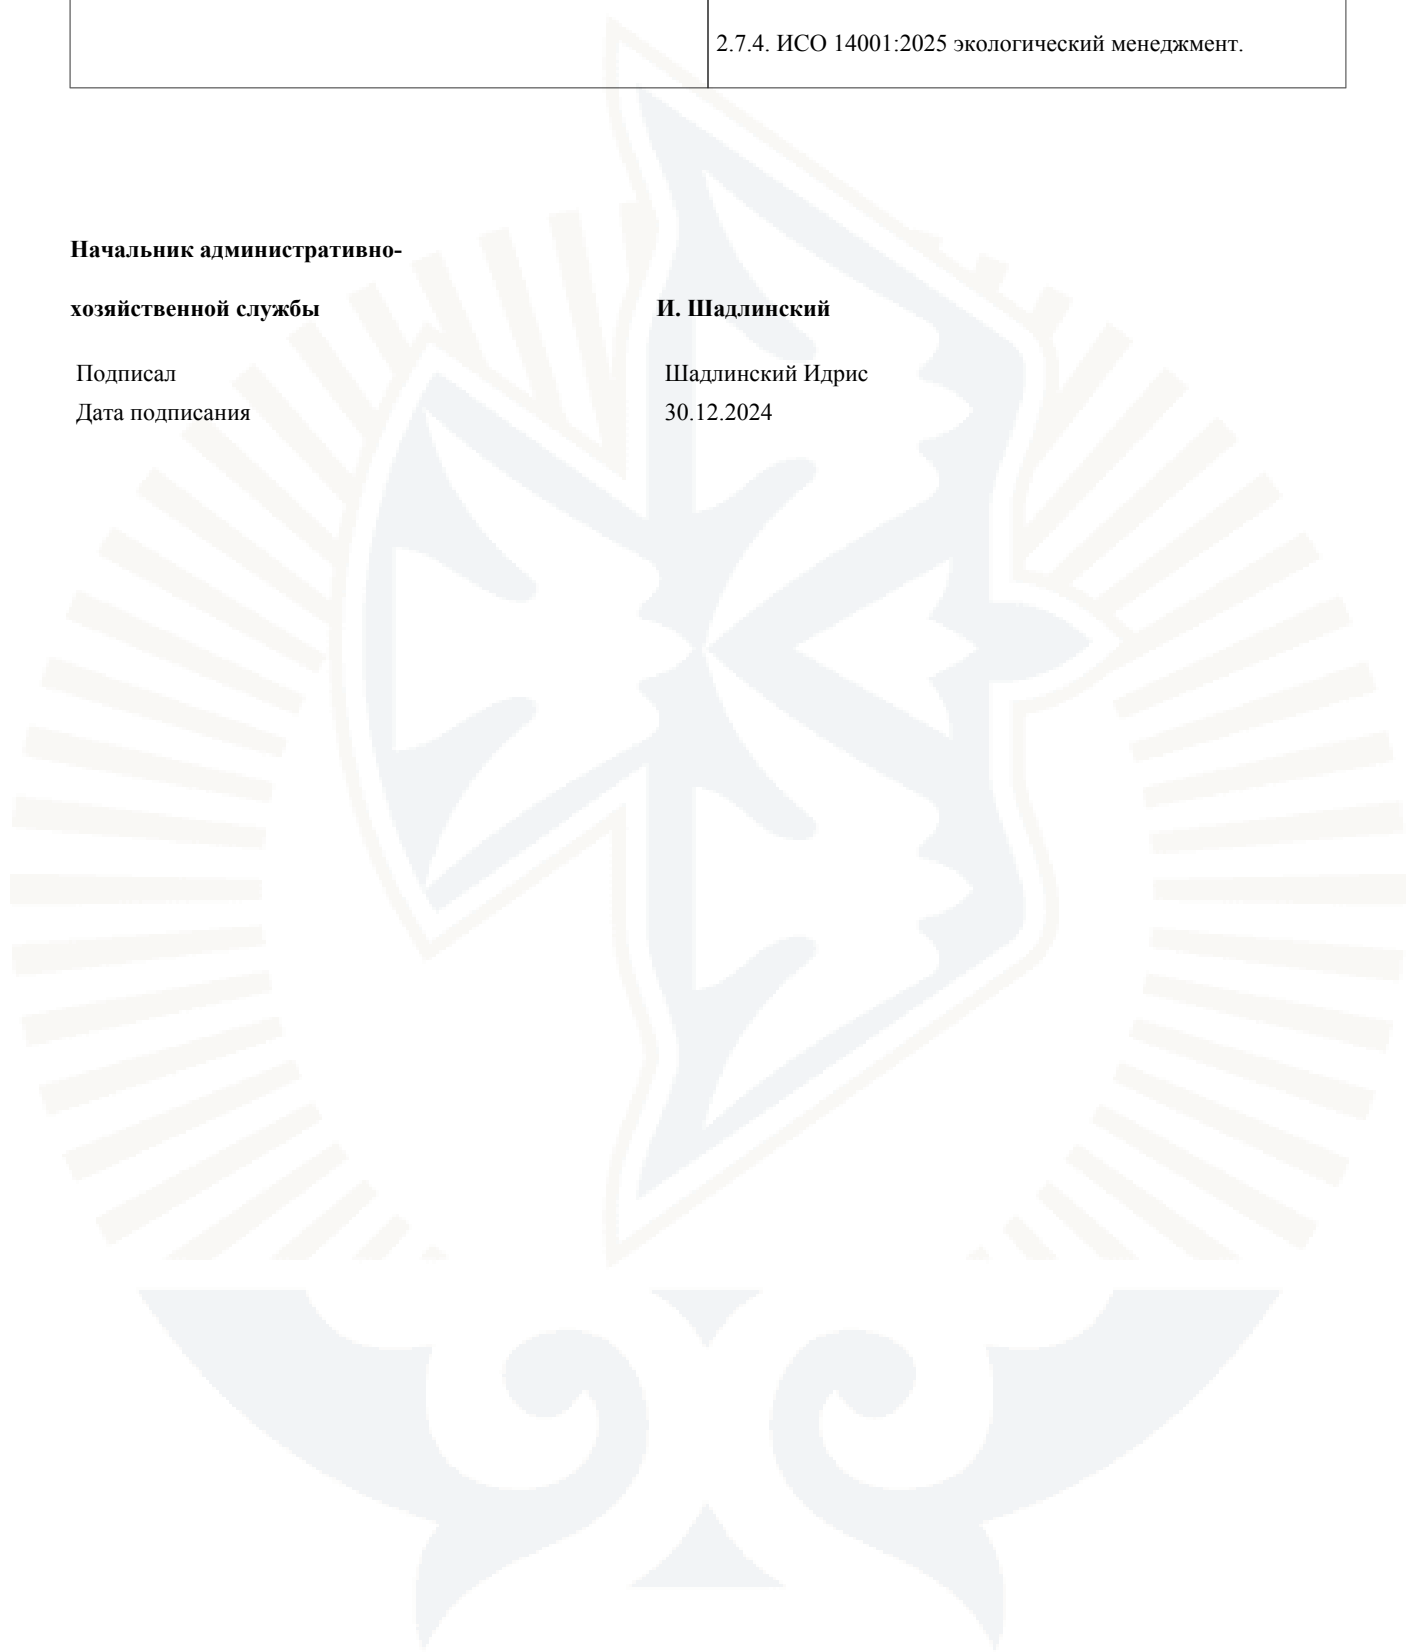 2.7.4. ИСО 14001:2025 экологический менеджмент.
Начальник административно-
хозяйственной службы И. Шадлинский
Подписал Шадлинский Идрис
Дата подписания 30.12.2024